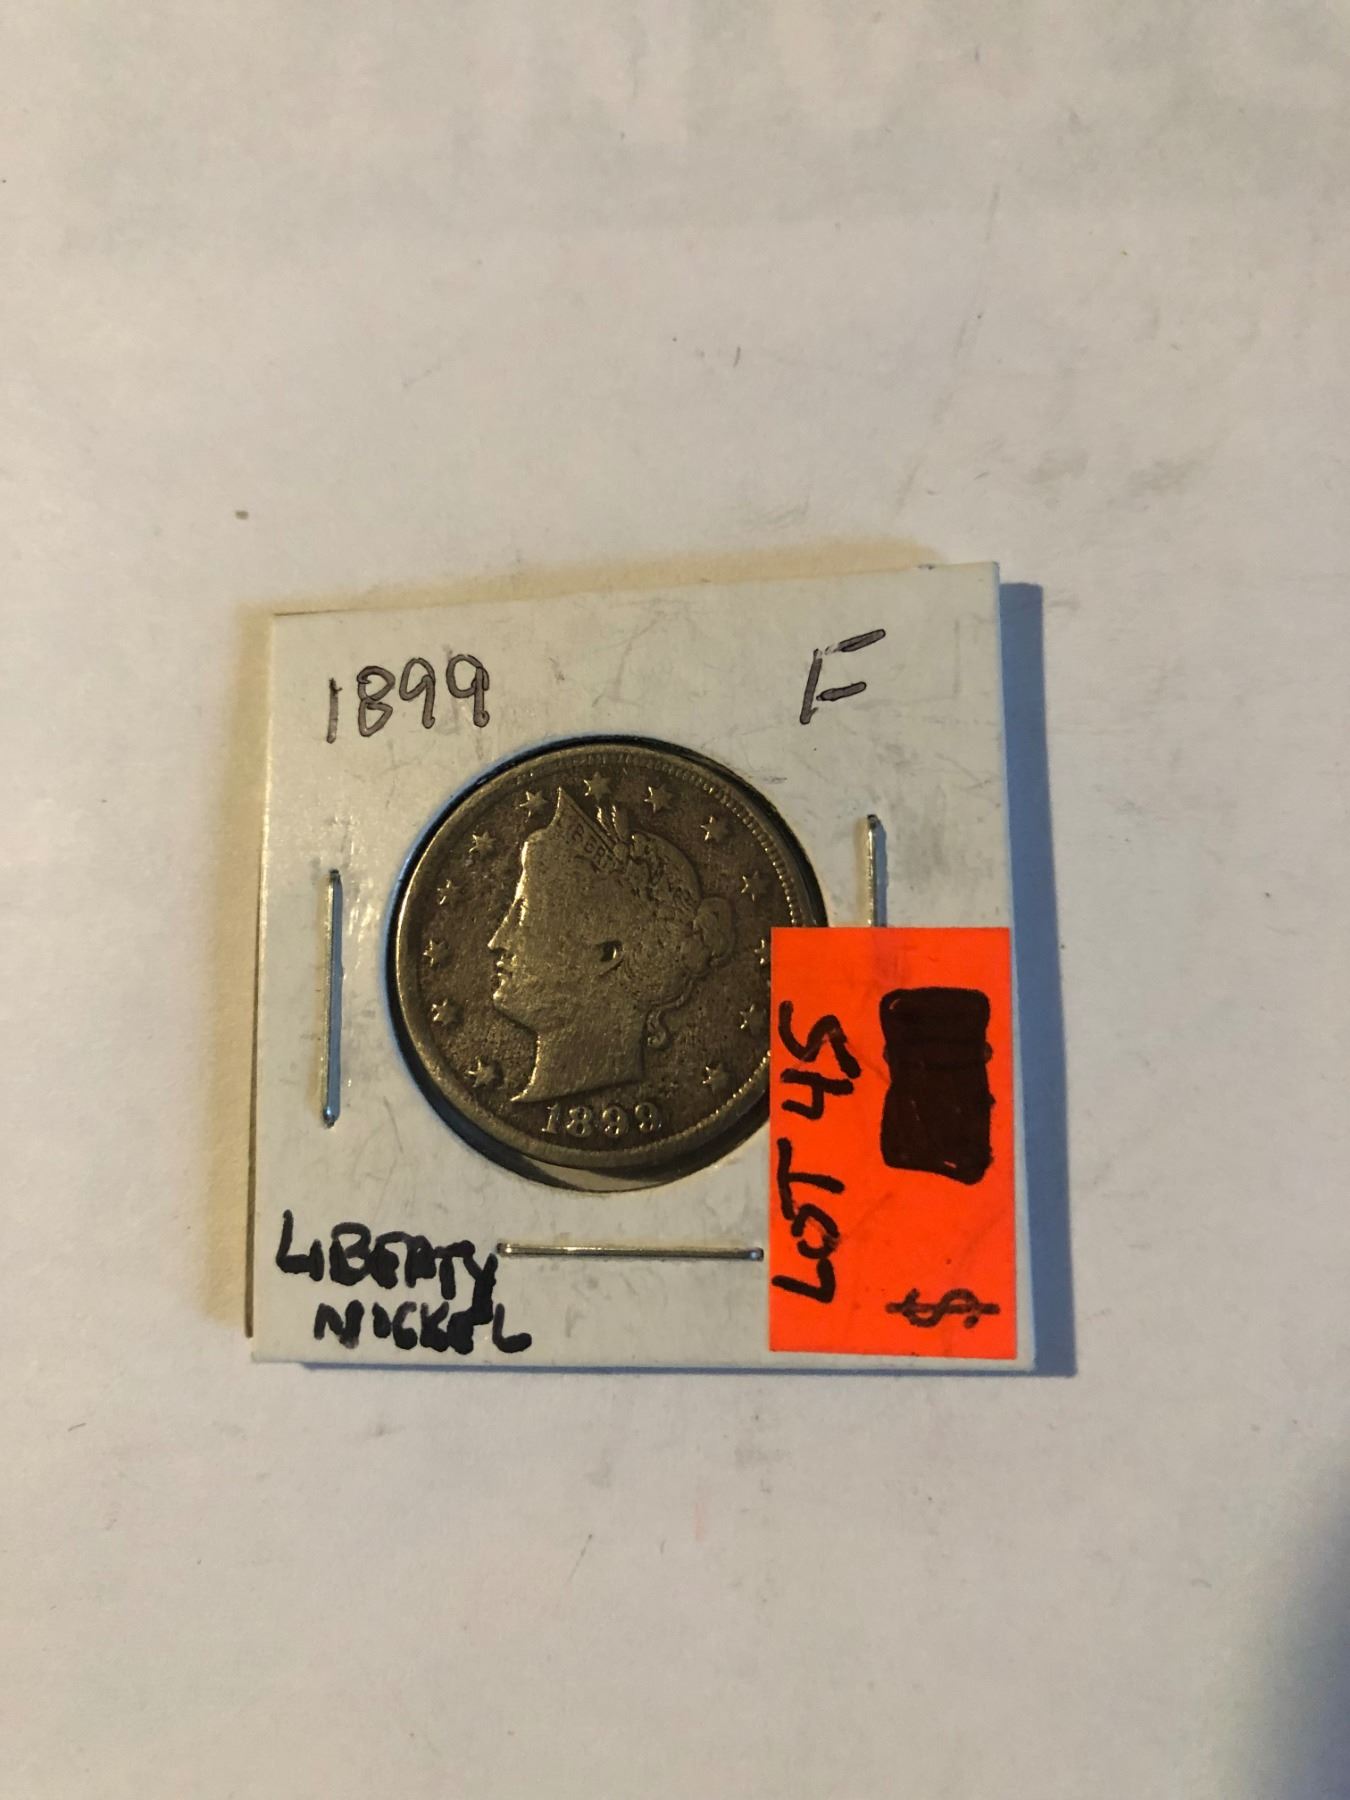 1899 F
LIBERTY
1899
LIBERTY
NICKEL
LOT 45
$